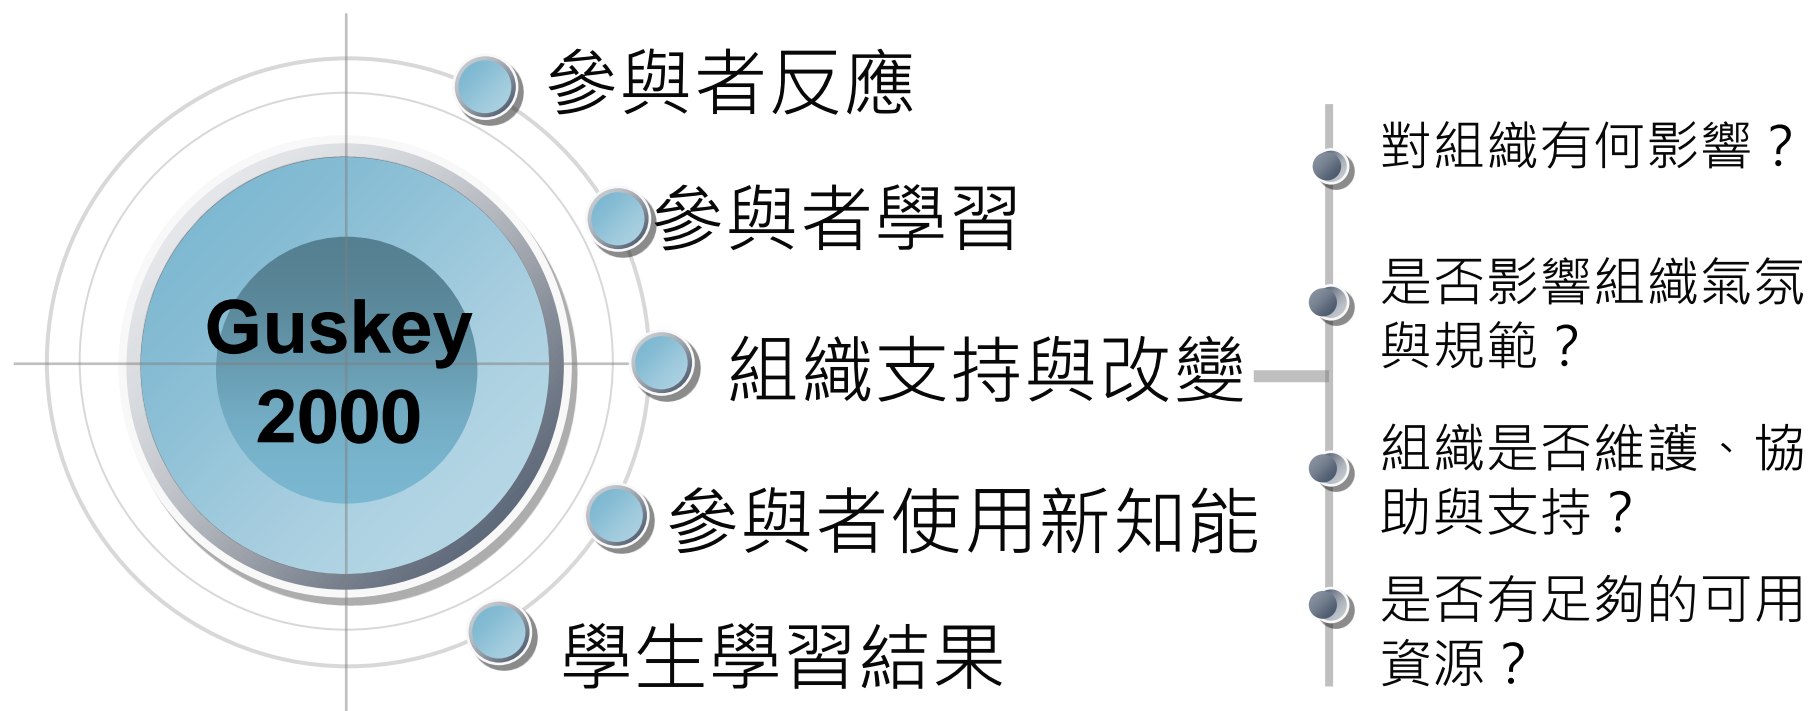 Guskey
2000
參與者反應
參與者學習
組織支持與改變
參與者使用新知能
學生學習結果
對組織有何影響？
是否影響組織氣氛
與規範？
組織是否維護、協
助與支持？
是否有足夠的可用
資源？